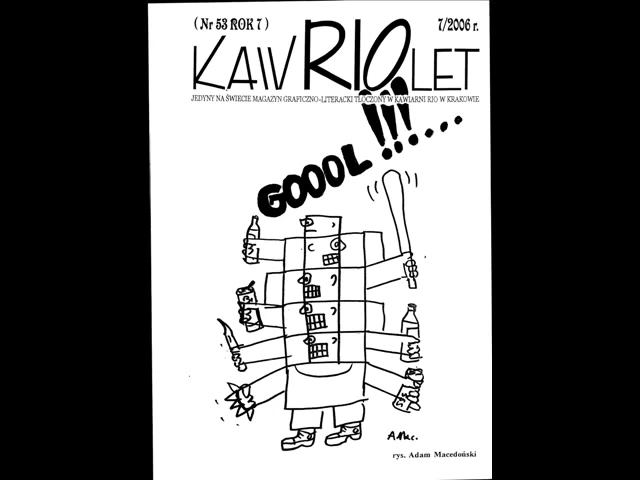 ( Nr 53 ROK 7 )
7/2006 r.
KAWRIOLET
JEDYNY NA ŚWIECIE MAGAZYN GRAFICZNO-LITERACKI TŁOCZONY W KAWIARNI RIO W KRAKOWIE
GOOOL!!!......
AMac.
rys. Adam Macedoński